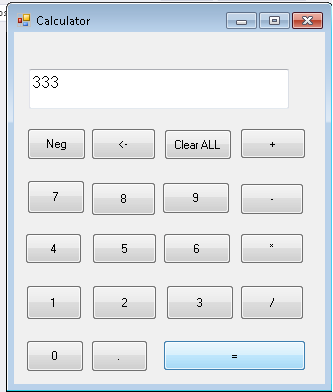 Calculator
333
Neg <- Clear ALL +
7 8 9 -
4 5 6 *
1 2 3 /
0 . =